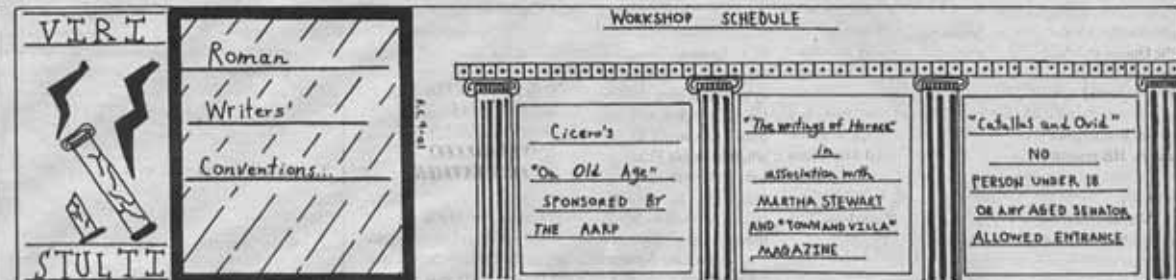 VIRI
STULTI
Roman
Writers'
Conventions...
WORKSHOP SCHEDULE
Cicero's
"On Old Age"
SPONSORED BY
THE AARP
"The writings of Horace"
in
association with
MARTHA STEWART
AND "TOWN AND VILLA"
MAGAZINE
"Catullus and Ovid"
NO
PERSON UNDER 18
OR ANY AGED SENATOR
ALLOWED ENTRANCE